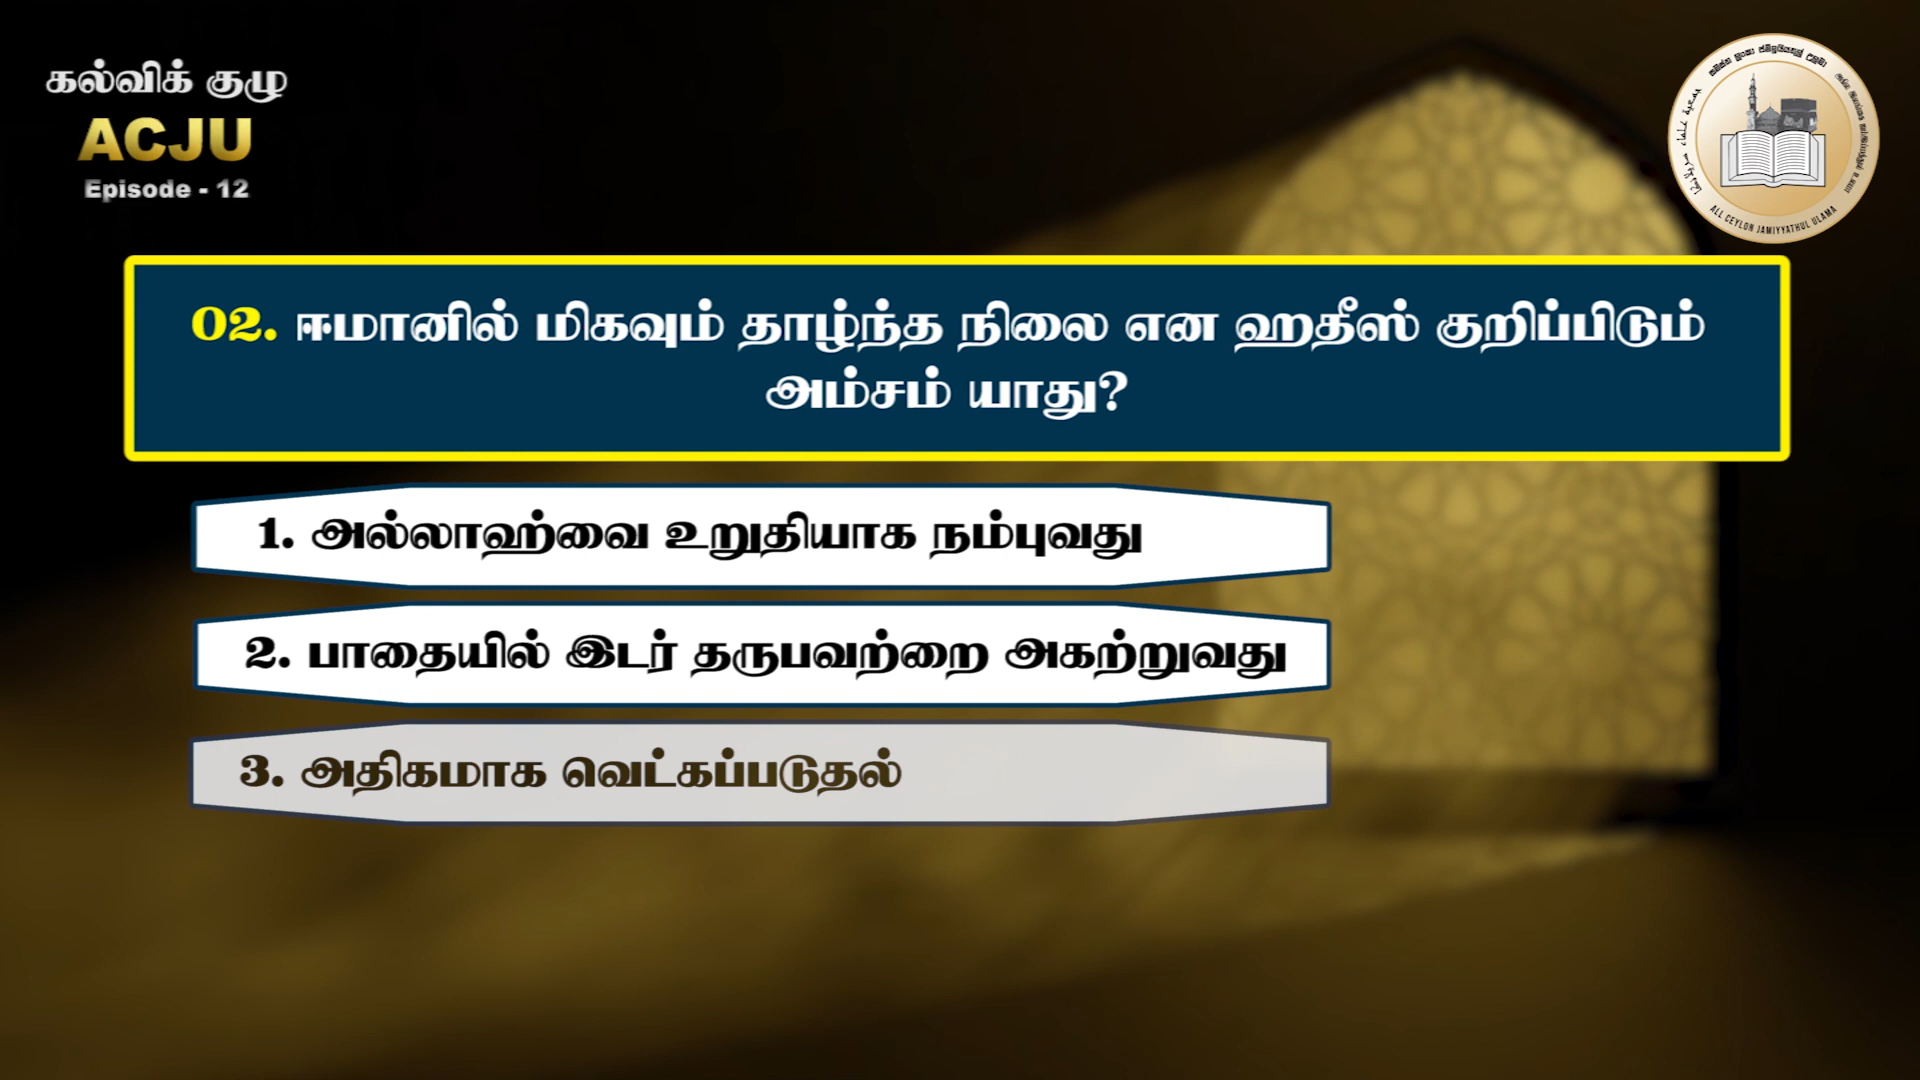 கல்விக் குழு
ACJU
Episode - 12
ALL CEYLON JAMIYYATHUL ULAMA
02. ஈமானில் மிகவும் தாழ்ந்த நிலை என ஹதீஸ் குறிப்பிடும்
அம்சம் யாது?
1. அல்லாஹ்வை உறுதியாக நம்புவது
2. பாதையில் இடர் தருபவற்றை அகற்றுவது
3. அதிகமாக வெட்கப்படுதல்